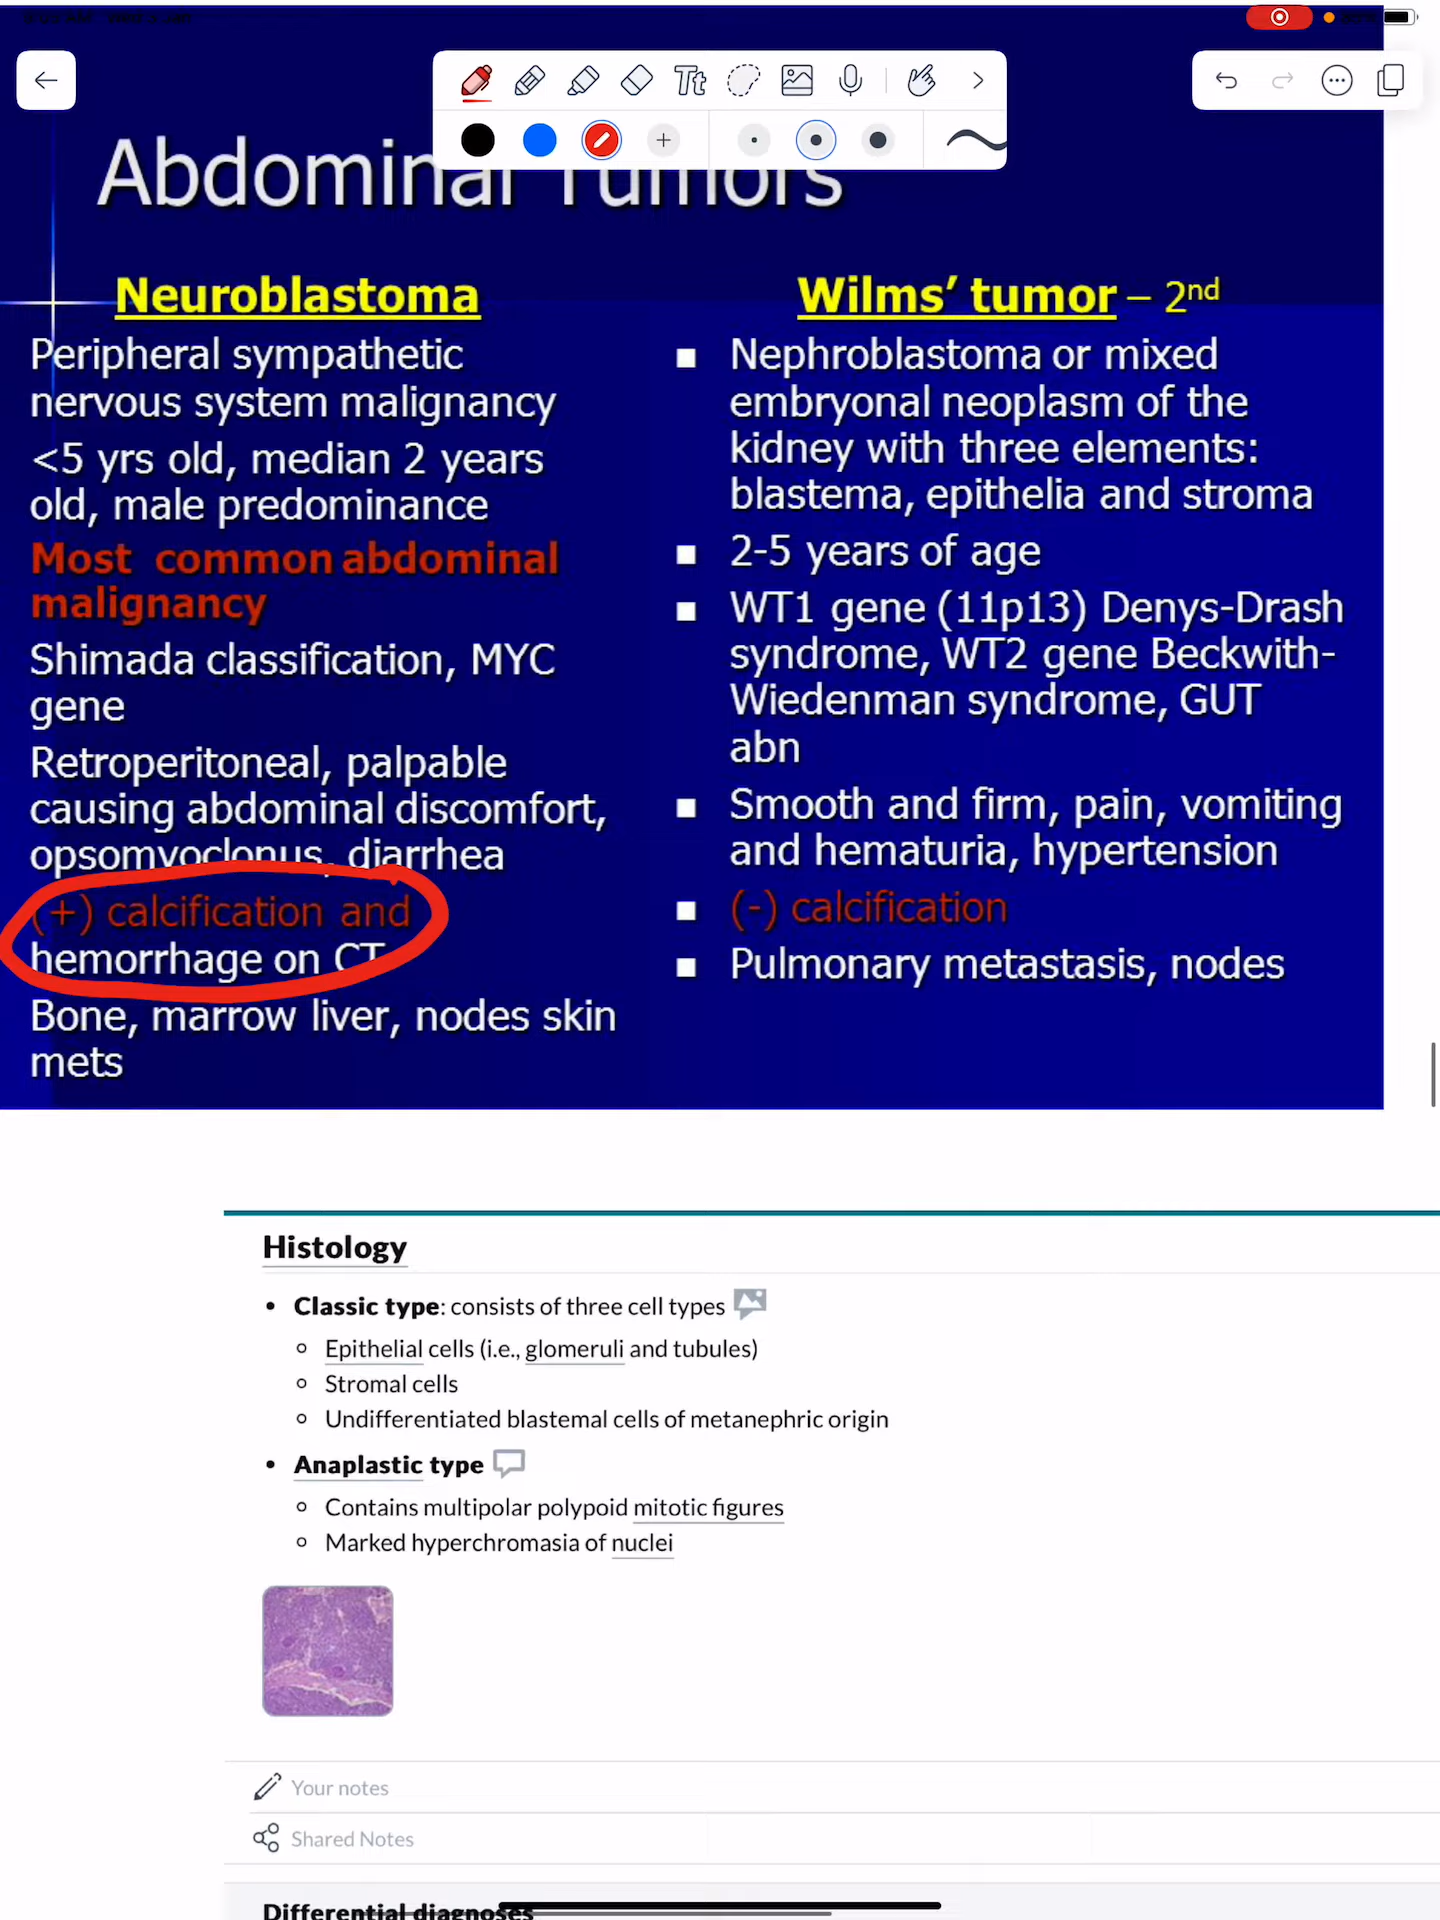 Tt
Abdominal Tumors
Neuroblastoma
Peripheral sympathetic
nervous system malignancy
<5 yrs old, median 2 years
old, male predominance
Most common abdominal
malignancy
Shimada classification, MYC
gene
Retroperitoneal, palpable
causing abdominal discomfort,
opsomyoclonus, diarrhea
(+) calcification and
hemorrhage on CT
Bone, marrow liver, nodes skin
mets
Wilms’ tumor – 2nd
Nephroblastoma or mixed
embryonal neoplasm of the
kidney with three elements:
blastema, epithelia and stroma
2-5 years of age
WT1 gene (11p13) Denys-Drash
syndrome, WT2 gene Beckwith-
Wiedenman syndrome, GUT
abn
Smooth and firm, pain, vomiting
and hematuria, hypertension
(-) calcification
Pulmonary metastasis, nodes
Histology
Classic type: consists of three cell types
Epithelial cells (i.e., glomeruli and tubules)
Stromal cells
Undifferentiated blastemal cells of metanephric origin
Anaplastic type
Contains multipolar polypoid mitotic figures
Marked hyperchromasia of nuclei
Your notes
Shared Notes
Differential diagnoses